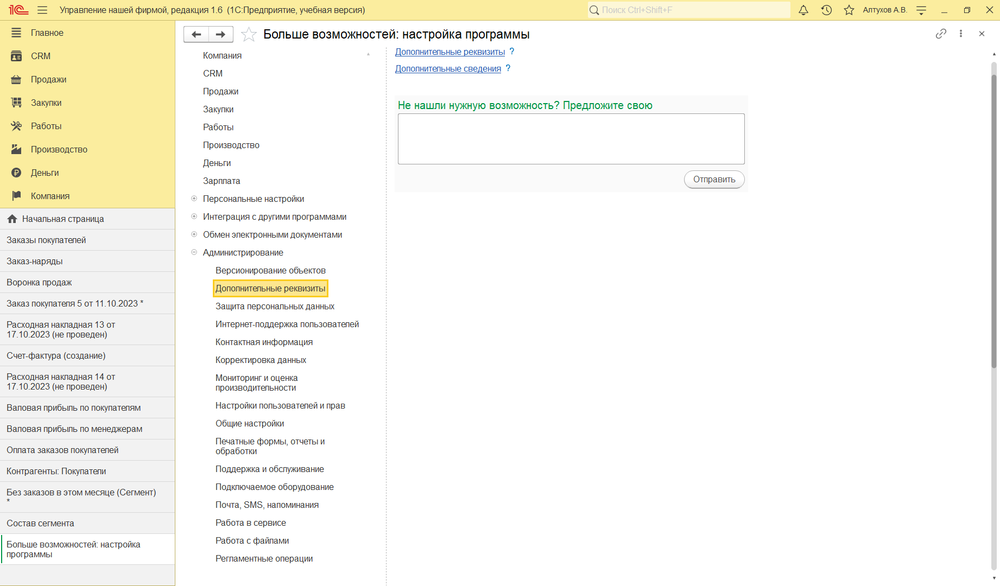 1С Управление нашей фирмой, редакция 1.6 (1С:Предприятие, учебная версия)
Поиск Ctrl+Shift+F
Алтухов А.В.
Главное
CRM
Продажи
Закупки
Работы
Производство
Деньги
Компания
Начальная страница
Заказы покупателей
Заказ-наряды
Воронка продаж
Заказ покупателя 5 от 11.10.2023 *
Расходная накладная 13 от
17.10.2023 (не проведен)
Счет-фактура (создание)
Расходная накладная 14 от
17.10.2023 (не проведен)
Валовая прибыль по покупателям
Валовая прибыль по менеджерам
Оплата заказов покупателей
Контрагенты: Покупатели
Без заказов в этом месяце (Сегмент)
*
Состав сегмента
Больше возможностей: настройка
программы
Больше возможностей: настройка программы
Компания
CRM
Продажи
Закупки
Работы
Производство
Деньги
Зарплата
Персональные настройки
Интеграция с другими программами
Обмен электронными документами
Администрирование
Версионирование объектов
Дополнительные реквизиты
Защита персональных данных
Интернет-поддержка пользователей
Контактная информация
Корректировка данных
Мониторинг и оценка
производительности
Настройки пользователей и прав
Общие настройки
Печатные формы, отчеты и
обработки
Поддержка и обслуживание
Подключаемое оборудование
Почта, SMS, напоминания
Работа в сервисе
Работа с файлами
Регламентные операции
Дополнительные реквизиты ?
Дополнительные сведения ?
Не нашли нужную возможность? Предложите свою
Отправить